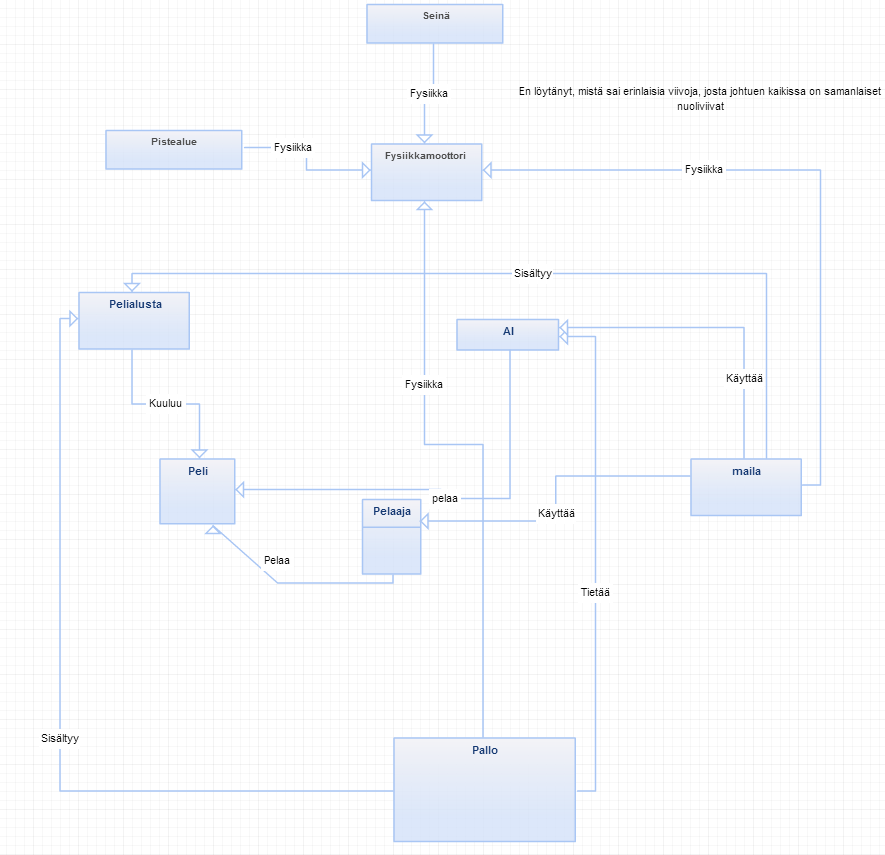 Seinä
Fysiikka
En löytänyt, mistä sai erinlaisia viivoja, josta johtuen kaikissa on samanlaiset
nuoliviivat
Pistealue
Fysiikka
Fysiikkamoottori
Fysiikka
Sisältyy
Pelialusta
AI
Käyttää
Fysiikka
Kuuluu
Peli
maila
pelaa
Pelaaja
Käyttää
Pelaa
Tietää
Sisältyy
Pallo